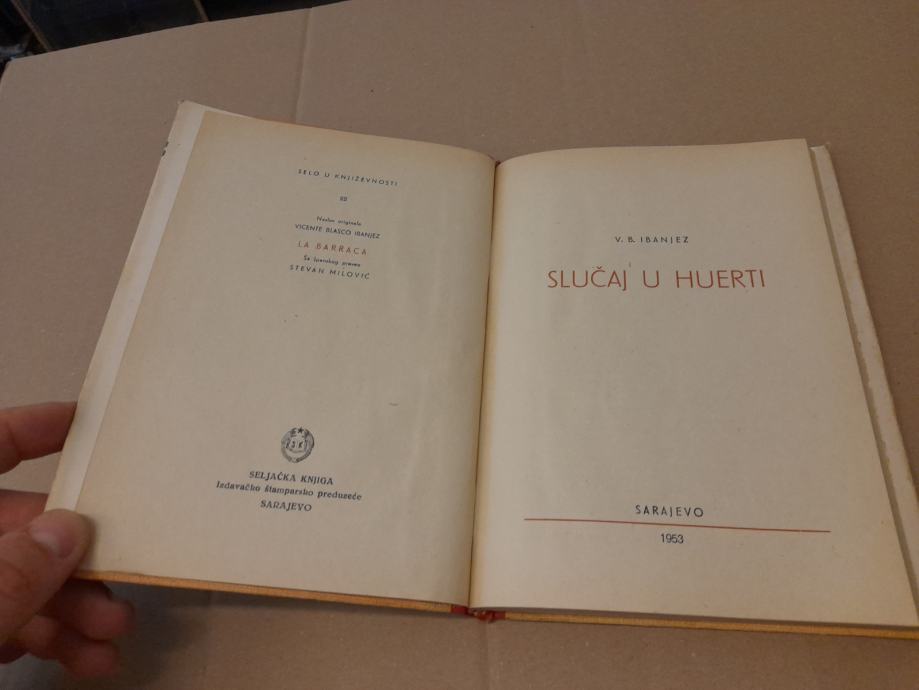 SELO U KNJIŽEVNOSTI
Naslov originala
VICENTE BLASCO IBANJEZ
LA BARRACA
Sa španskog preveo
STEVAN MILOVIĆ
SELJAČKA KNJIGA
Izdavačko štamparsko preduzeće
SARAJEVO
V. B. IBANJEZ
SLUČAJ U HUERTI
SARAJEVO
1953